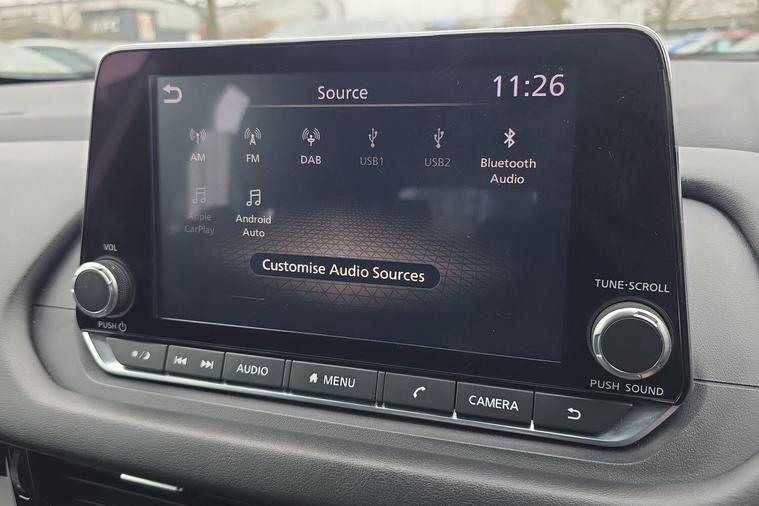 Source
11:26
AM
FM
DAB
USB1
USB2
Bluetooth
Audio
Apple
CarPlay
Android
Auto
Customise Audio Sources
VOL
PUSH
TUNE·SCROLL
PUSH SOUND
AUDIO
MENU
CAMERA